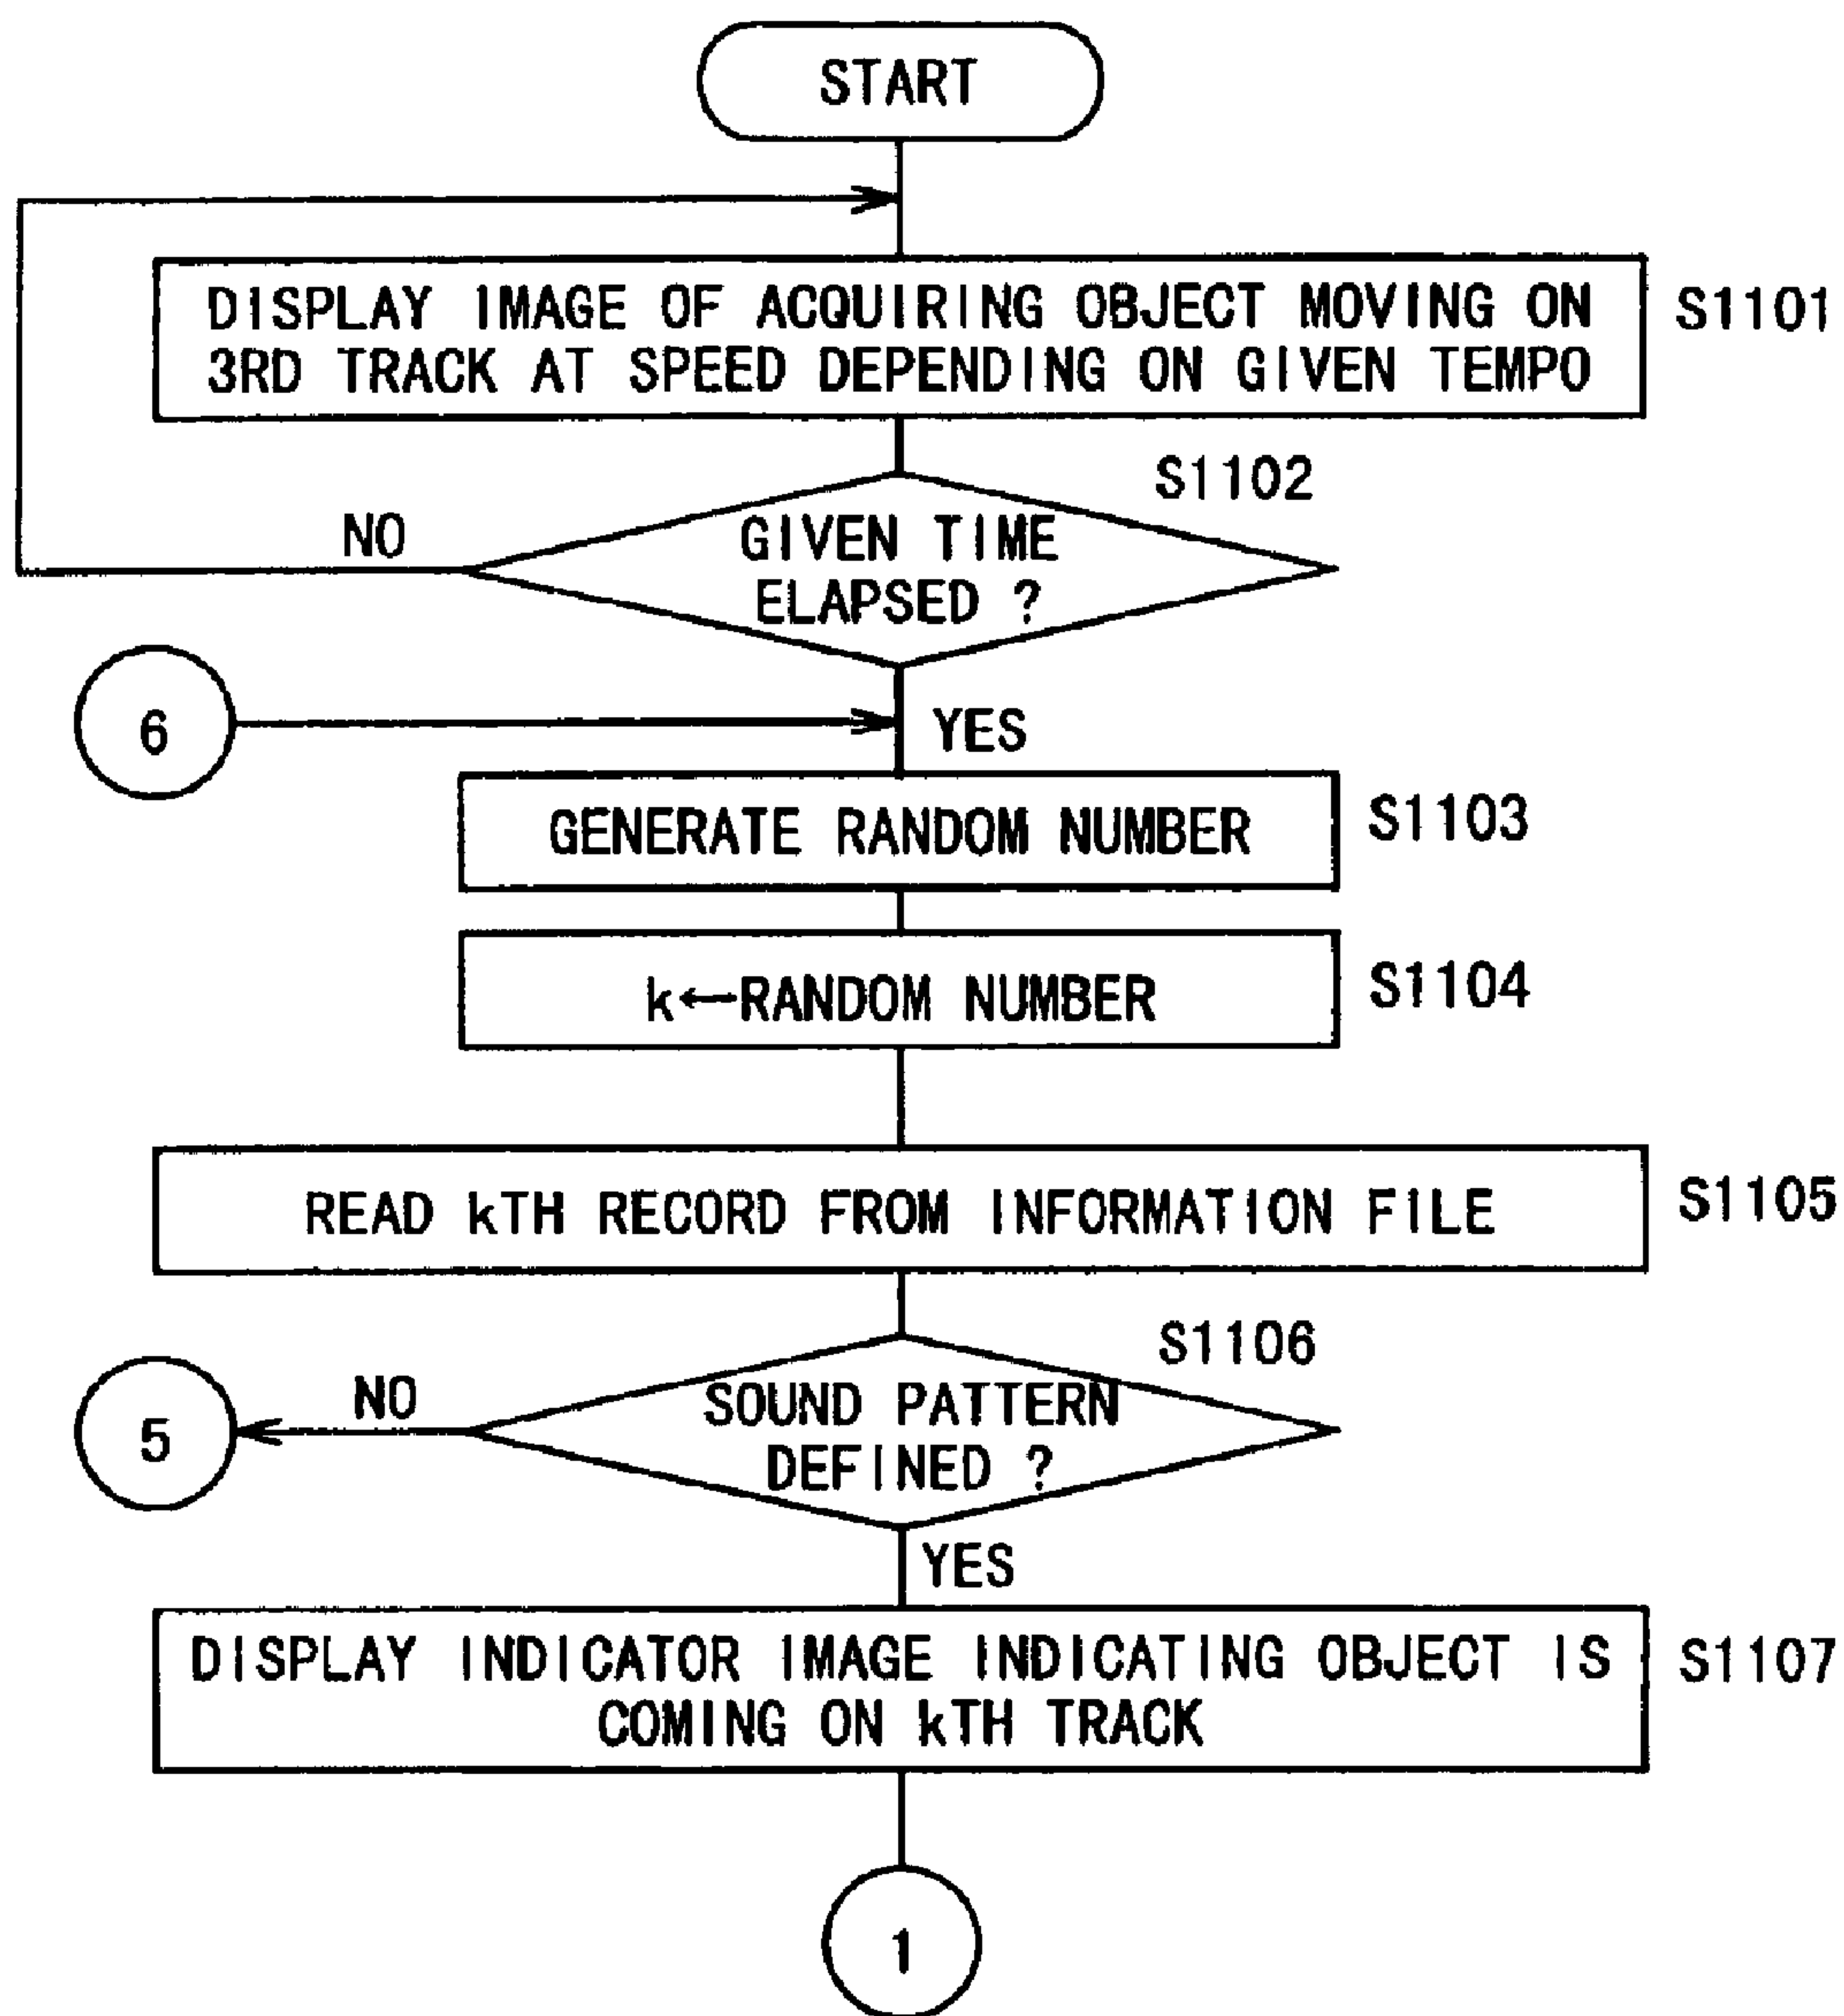 START
DISPLAY IMAGE OF ACQUIRING OBJECT MOVING ON
3RD TRACK AT SPEED DEPENDING ON GIVEN TEMPO
S1101
S1102
NO
GIVEN TIME
ELAPSED ?
6
YES
GENERATE RANDOM NUMBER
S1103
k←RANDOM NUMBER
S1104
READ kTH RECORD FROM INFORMATION FILE
S1105
S1106
NO
SOUND PATTERN
DEFINED ?
5
YES
DISPLAY INDICATOR IMAGE INDICATING OBJECT IS
COMING ON kTH TRACK
S1107
1